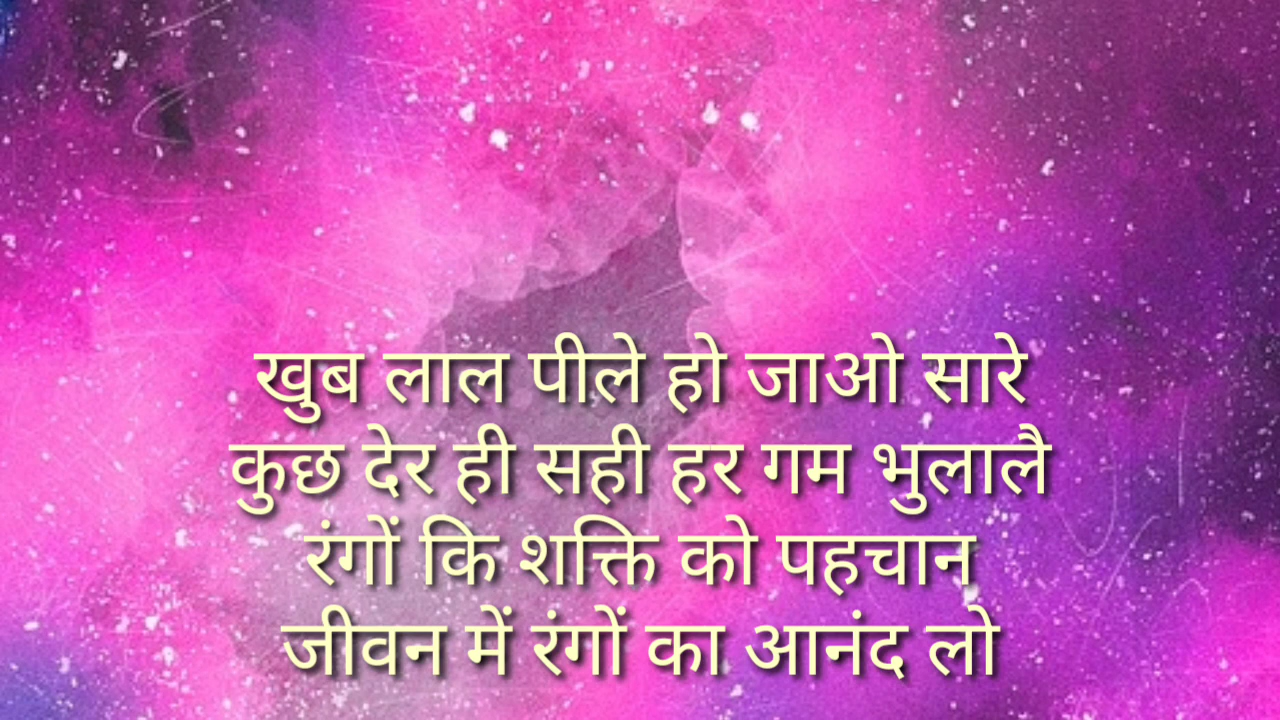 खुब लाल पीले हो जाओ सारे
कुछ देर ही सही हर गम भुलालै
रंगों कि शक्ति को पहचान
जीवन में रंगों का आनंद लो